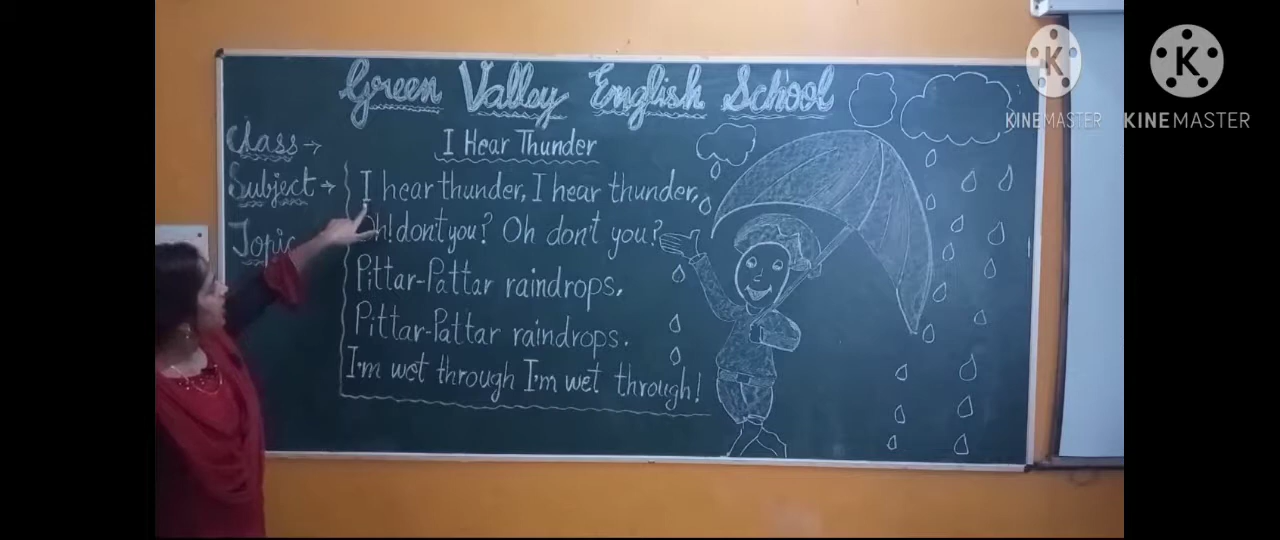 Green Valley English School
Class →
I Hear Thunder
Subject →
I hear thunder, I hear thunder,
Topic
Oh! don't you? Oh don't you?
Pittar-Pattar raindrops,
Pittar-Pattar raindrops.
I'm wet through I'm wet through!
K
KINEMASTER
K
KINEMASTER